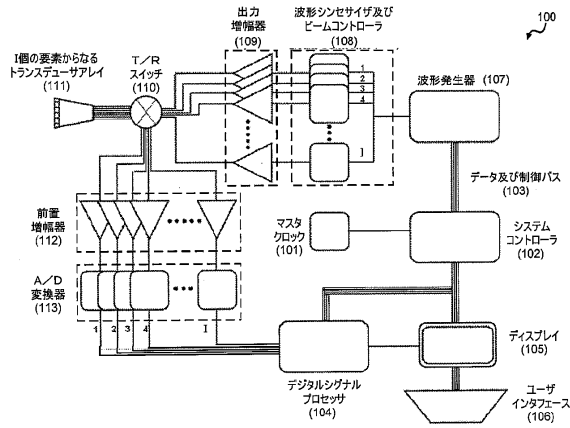 100
I個の要素からなる
トランスデューサアレイ
(111)
T/R
スイッチ
(110)
出力
増幅器
(109)
波形シンセサイザ及び
ビームコントローラ
(108)
1
2
3
4
I
波形発生器 (107)
データ及び制御バス
(103)
前置
増幅器
(112)
マスタ
クロック
(101)
システム
コントローラ
(102)
A/D
変換器
(113)
1
2
3
4
I
デジタルシグナル
プロセッサ
(104)
ディスプレイ
(105)
ユーザ
インタフェース
(106)